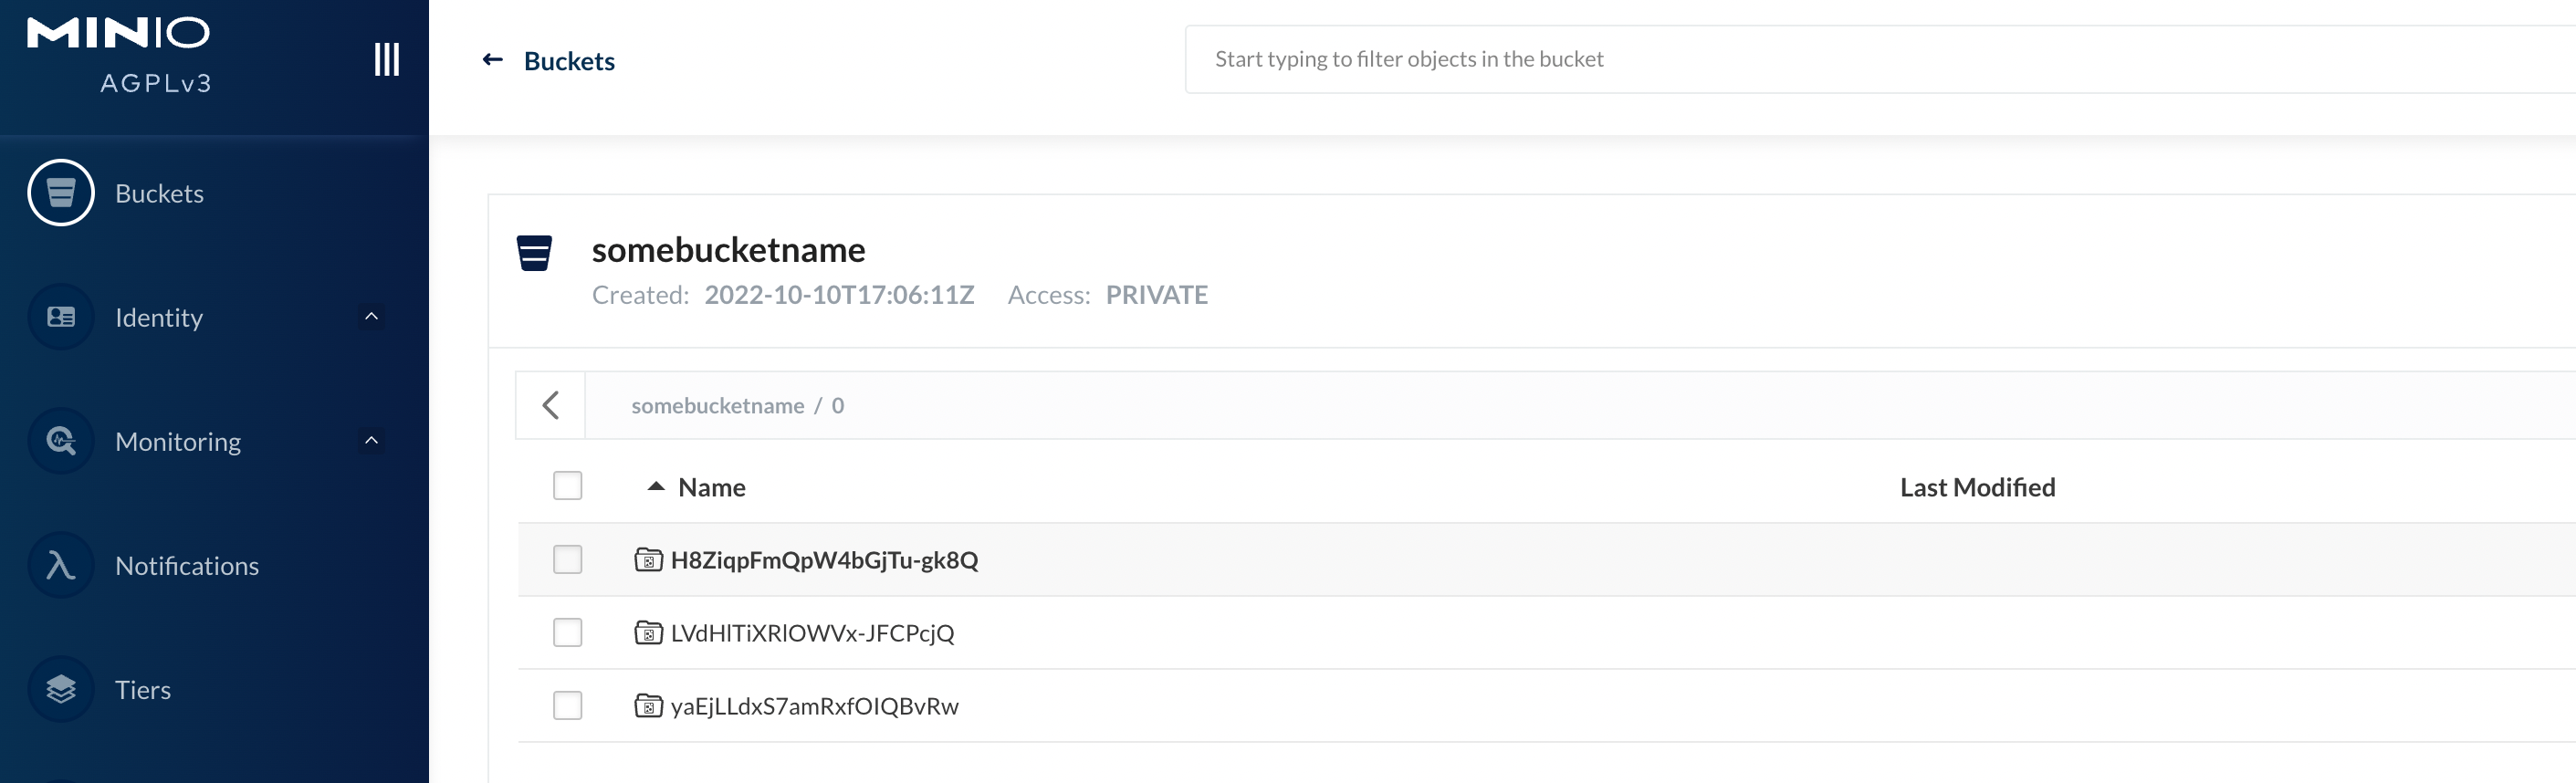 MINIO
AGPLv3
Buckets
Identity
Monitoring
Notifications
Tiers
Buckets
Start typing to filter objects in the bucket
somebucketname
Created: 2022-10-10T17:06:11Z Access: PRIVATE
somebucketname / 0
Name Last Modified
H8ZiqpFmQpW4bGjTu-gk8Q
LVdHlTiXRlOWVx-JFCPcjQ
yaEjLLdxS7amRxfOIQBvRw